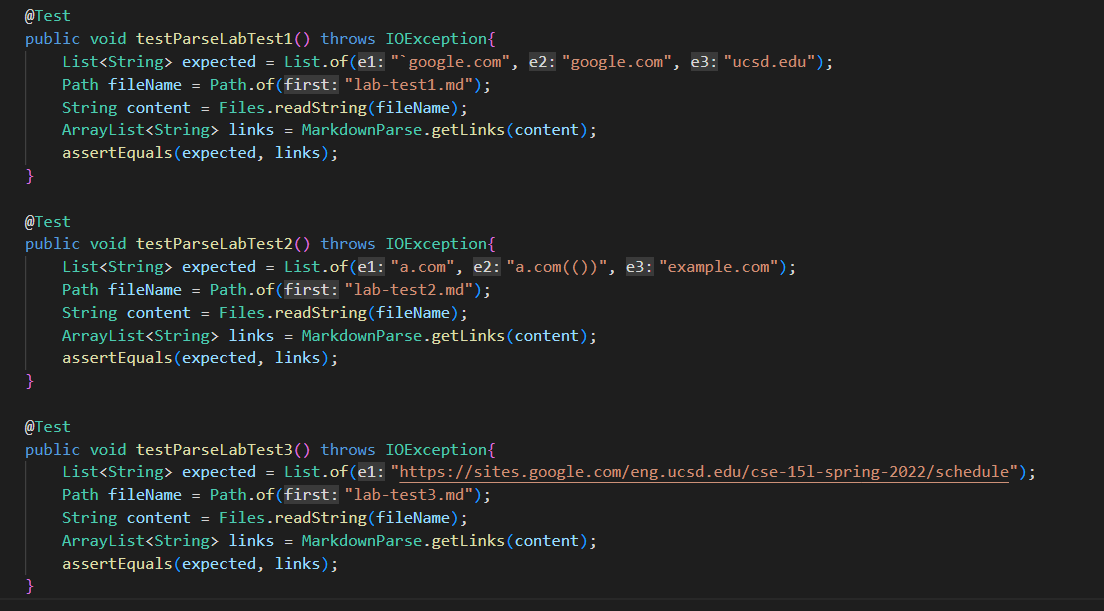 @Test
public void testParseLabTest1() throws IOException{
    List<String> expected = List.of(e1: "`google.com", e2: "google.com", e3: "ucsd.edu");
    Path fileName = Path.of(first: "lab-test1.md");
    String content = Files.readString(fileName);
    ArrayList<String> links = MarkdownParse.getLinks(content);
    assertEquals(expected, links);
}
@Test
public void testParseLabTest2() throws IOException{
    List<String> expected = List.of(e1: "a.com", e2: "a.com(())", e3: "example.com");
    Path fileName = Path.of(first: "lab-test2.md");
    String content = Files.readString(fileName);
    ArrayList<String> links = MarkdownParse.getLinks(content);
    assertEquals(expected, links);
}
@Test
public void testParseLabTest3() throws IOException{
    List<String> expected = List.of(e1: "https://sites.google.com/eng.ucsd.edu/cse-15l-spring-2022/schedule");
    Path fileName = Path.of(first: "lab-test3.md");
    String content = Files.readString(fileName);
    ArrayList<String> links = MarkdownParse.getLinks(content);
    assertEquals(expected, links);
}